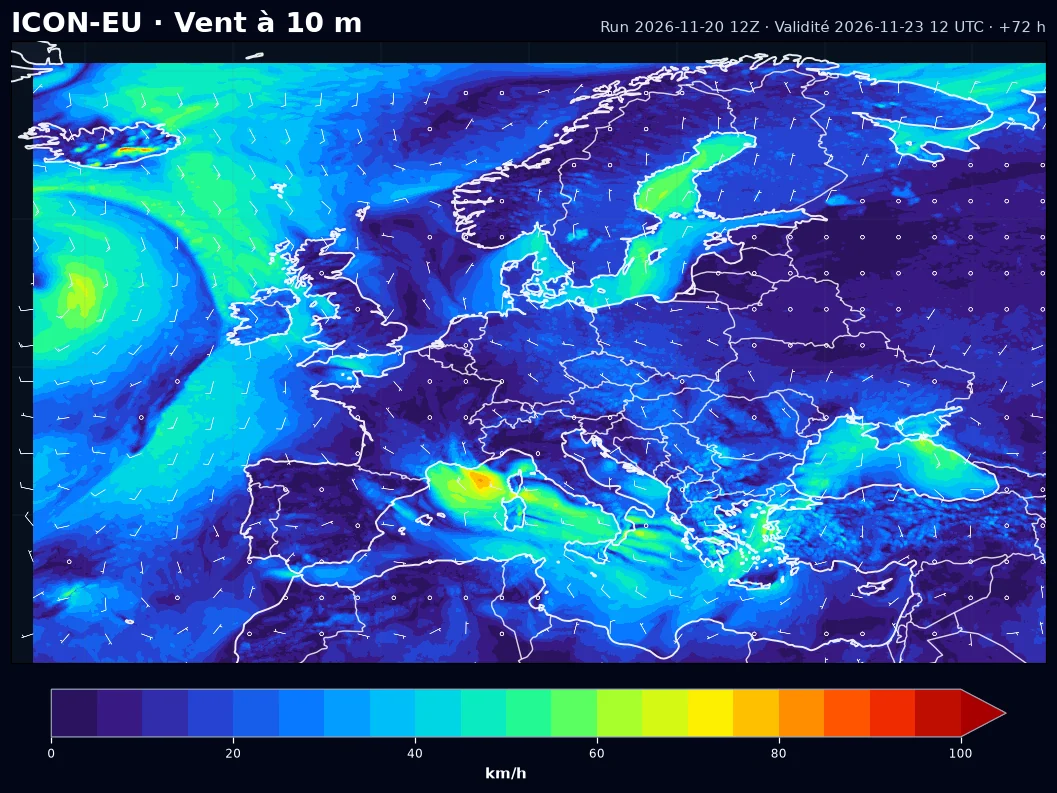 ICON-EU · Vent à 10 m
Run 2026-11-20 12Z · Validité 2026-11-23 12 UTC · +72 h
0 20 40 60 80 100
km/h